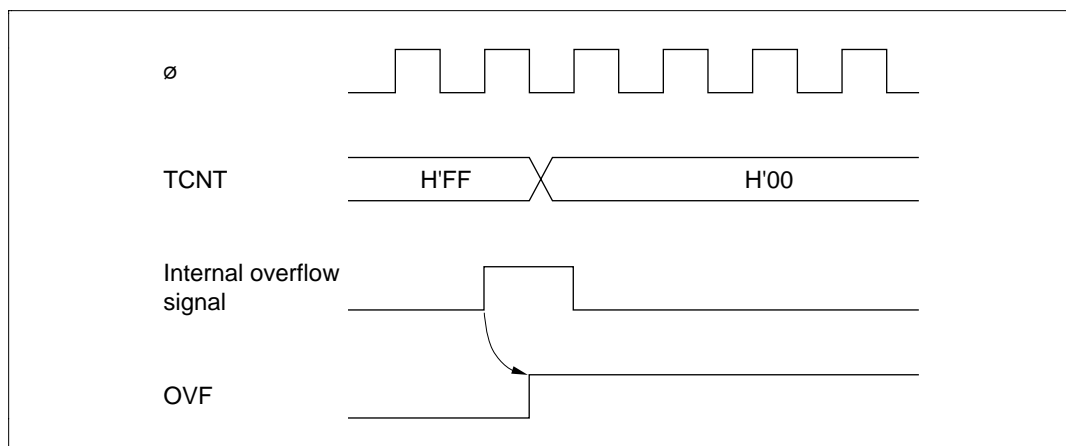 ø
TCNT
H'FF
H'00
Internal overflow
signal
OVF